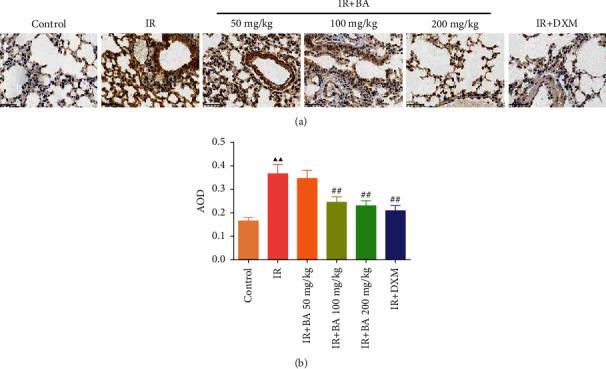 IR+BA
Control IR 50 mg/kg 100 mg/kg 200 mg/kg IR+DXM
(a)
0.5
0.4
0.3
0.2
0.1
0.0
AOD
▲▲
##
##
##
Control
IR
IR+BA 50 mg/kg
IR+BA 100 mg/kg
IR+BA 200 mg/kg
IR+DXM
(b)